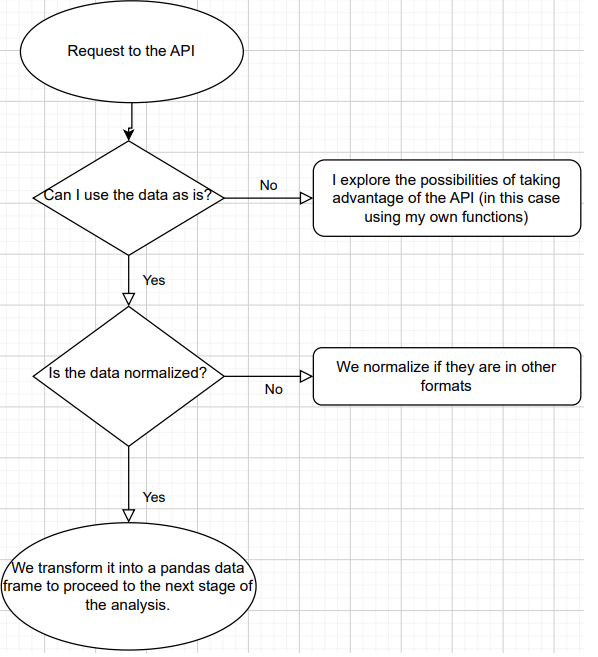 Request to the API
Can I use the data as is?
No
I explore the possibilities of taking
advantage of the API (in this case
using my own functions)
Yes
Is the data normalized?
No
We normalize if they are in other
formats
Yes
We transform it into a pandas data
frame to proceed to the next stage of
the analysis.